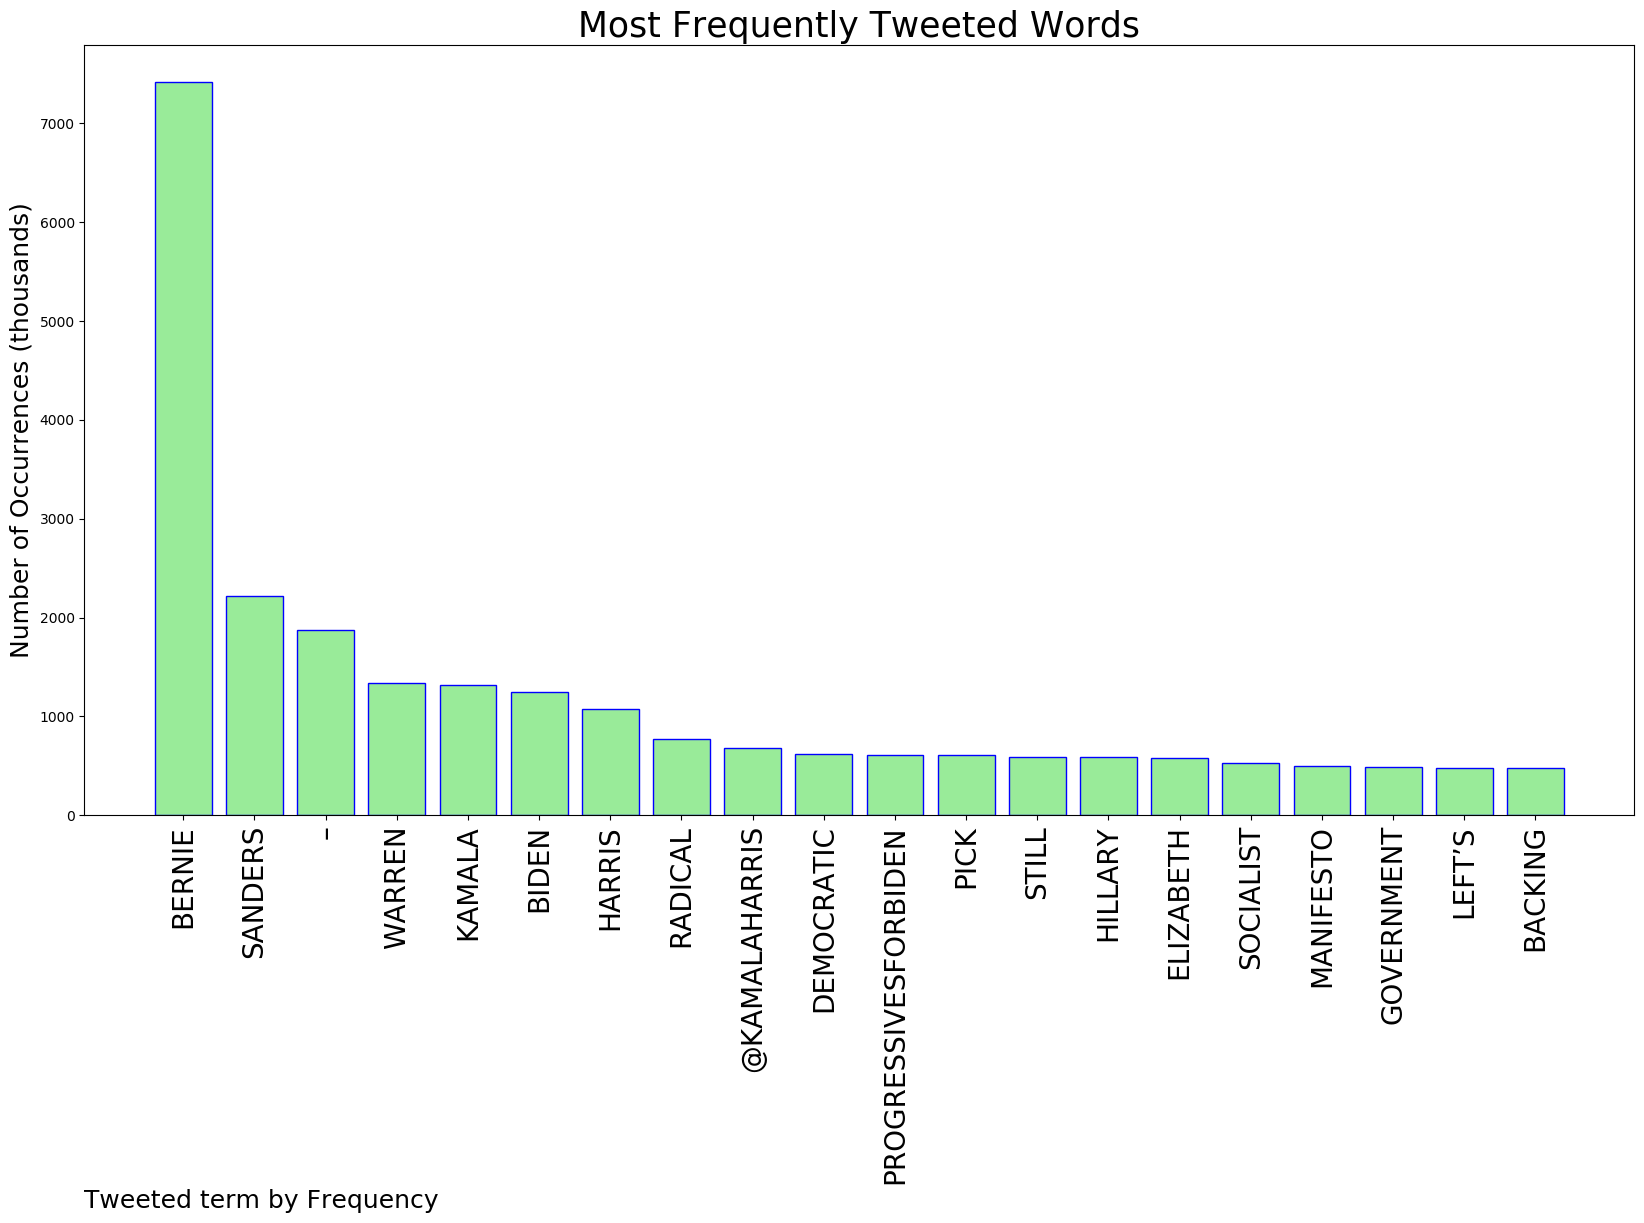 Most Frequently Tweeted Words
Number of Occurrences (thousands)
7000
6000
5000
4000
3000
2000
1000
0
BERNIE
SANDERS
–
WARREN
KAMALA
BIDEN
HARRIS
RADICAL
@KAMALAHARRIS
DEMOCRATIC
PROGRESSIVESFORBIDEN
PICK
STILL
HILLARY
ELIZABETH
SOCIALIST
MANIFESTO
GOVERNMENT
LEFT’S
BACKING
Tweeted term by Frequency